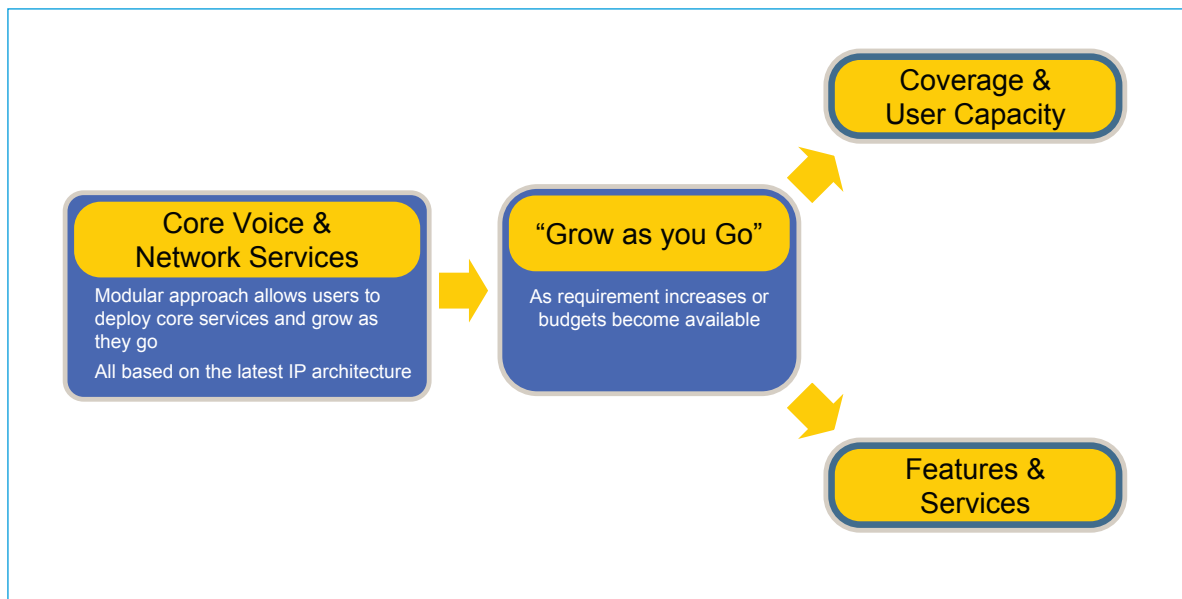 Core Voice &
Network Services
Modular approach allows users to
deploy core services and grow as
they go
All based on the latest IP architecture
“Grow as you Go”
As requirement increases or
budgets become available
Coverage &
User Capacity
Features &
Services